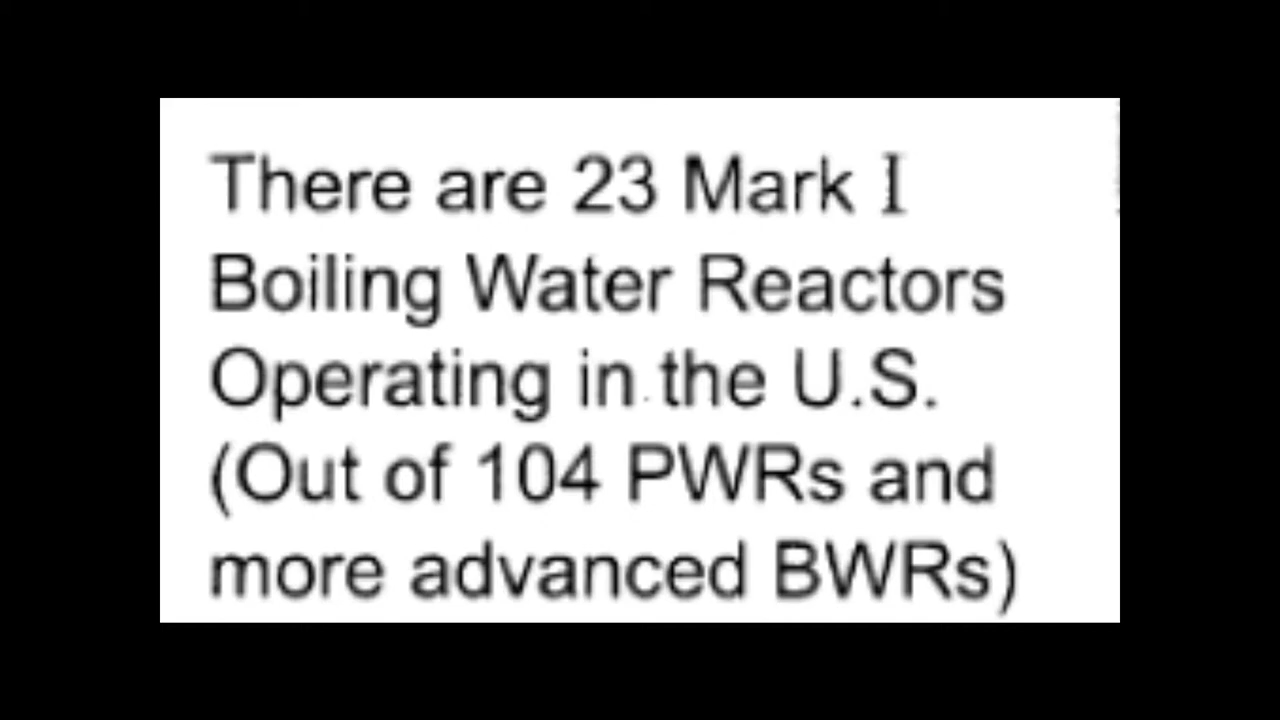 There are 23 Mark I
Boiling Water Reactors
Operating in the U.S.
(Out of 104 PWRs and
more advanced BWRs)